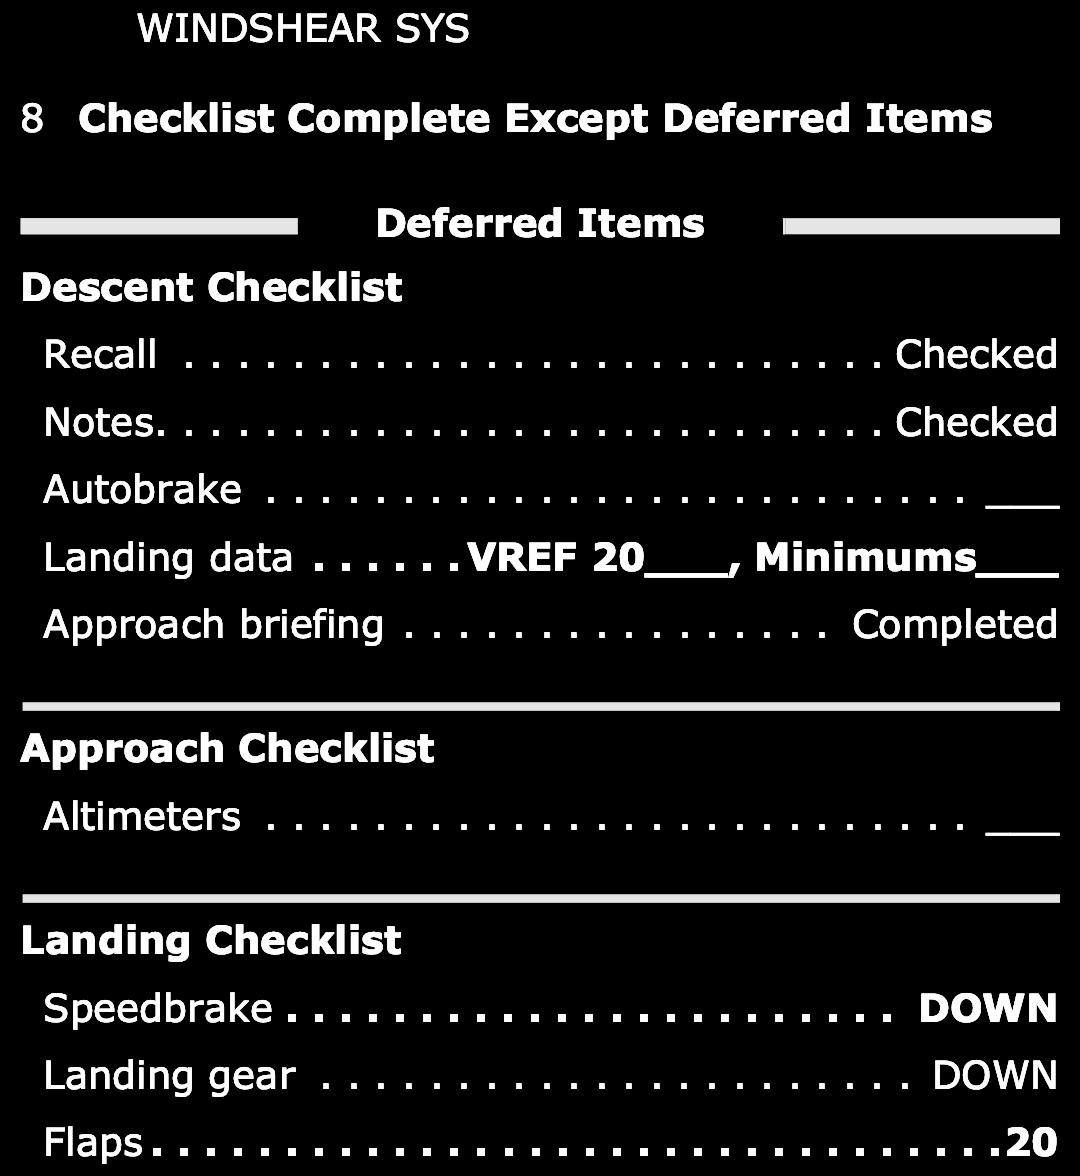 WINDSHEAR SYS
8 Checklist Complete Except Deferred Items
Deferred Items
Descent Checklist
Recall . . . . . . . . . . . . . . . . . . . . . . . . . . Checked
Notes. . . . . . . . . . . . . . . . . . . . . . . . . . . Checked
Autobrake . . . . . . . . . . . . . . . . . . . . . . . . . . ___
Landing data . . . . . . VREF 20___, Minimums___
Approach briefing . . . . . . . . . . . . . . . . Completed
Approach Checklist
Altimeters . . . . . . . . . . . . . . . . . . . . . . . . . . ___
Landing Checklist
Speedbrake . . . . . . . . . . . . . . . . . . . . . . . DOWN
Landing gear . . . . . . . . . . . . . . . . . . . . . . DOWN
Flaps. . . . . . . . . . . . . . . . . . . . . . . . . . . . . . . .20